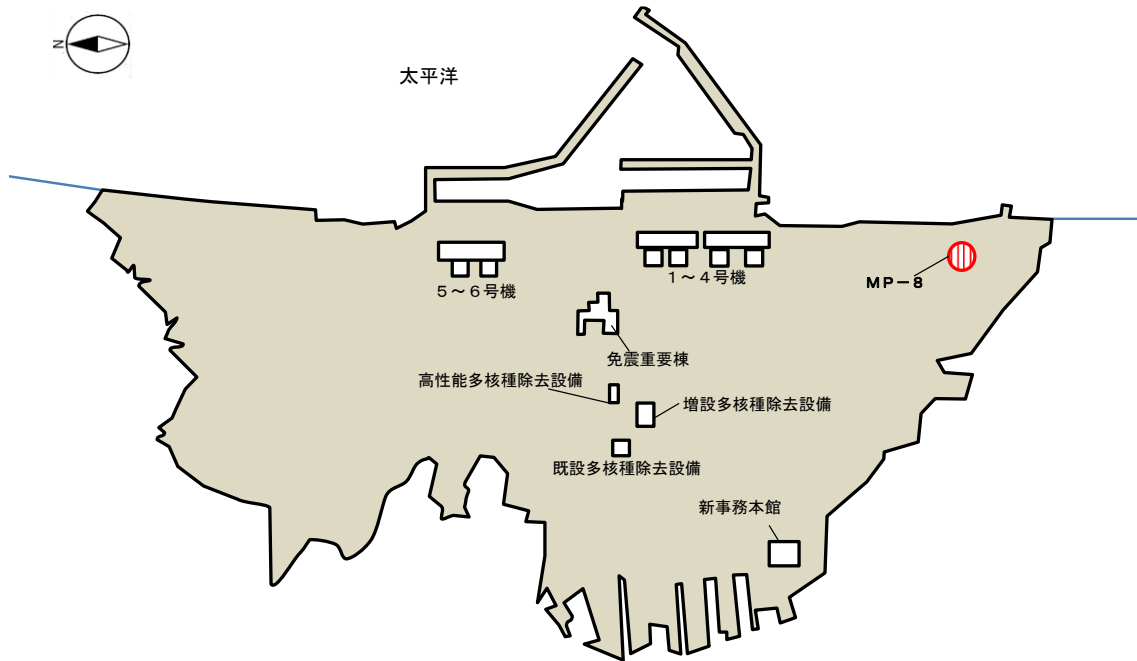 N
太平洋
5～6号機
1～4号機
MP－8
免震重要棟
高性能多核種除去設備
増設多核種除去設備
既設多核種除去設備
新事務本館